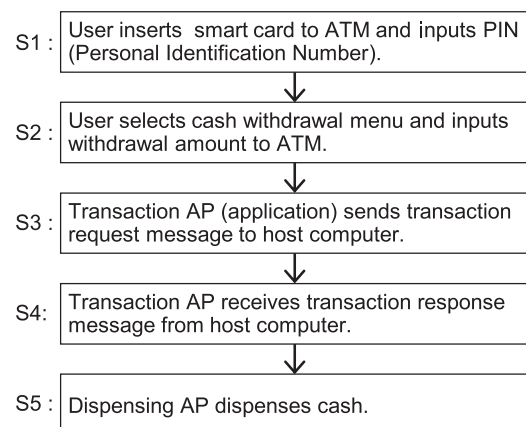 S1 : User inserts smart card to ATM and inputs PIN
(Personal Identification Number).
S2 : User selects cash withdrawal menu and inputs
withdrawal amount to ATM.
S3 : Transaction AP (application) sends transaction
request message to host computer.
S4: Transaction AP receives transaction response
message from host computer.
S5 : Dispensing AP dispenses cash.